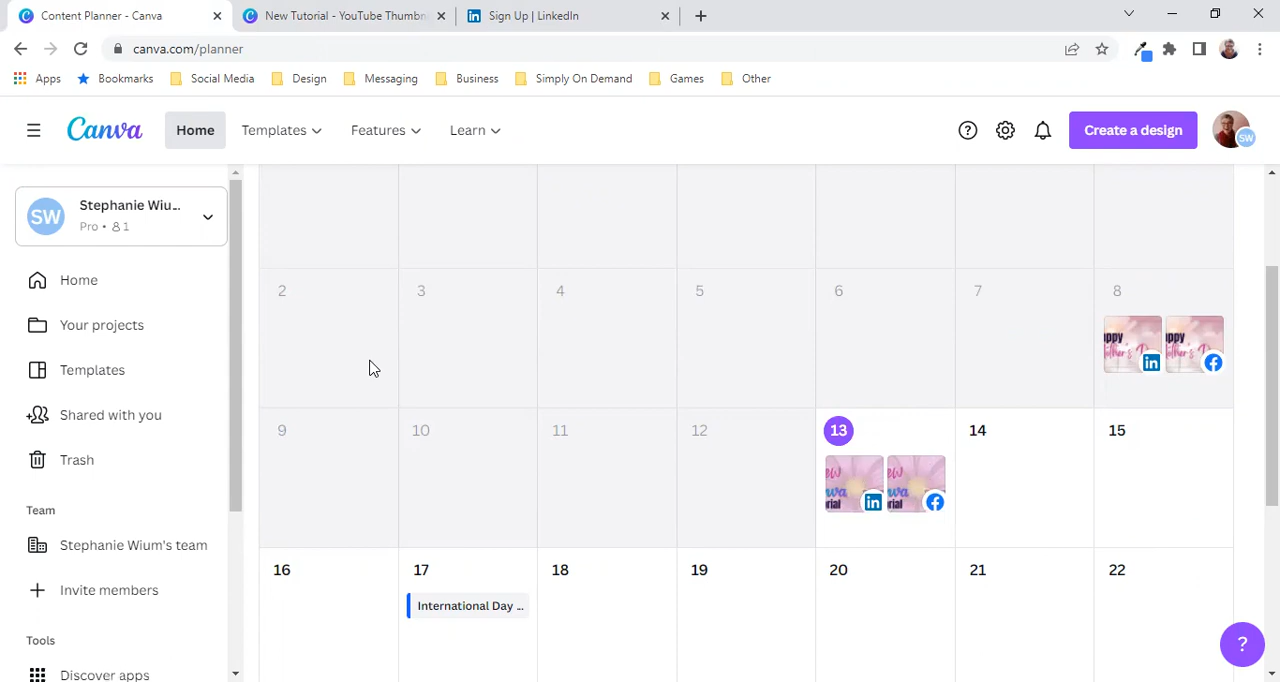 Content Planner - Canva
New Tutorial - YouTube Thumbn
Sign Up | LinkedIn
canva.com/planner
Apps
Bookmarks
Social Media
Design
Messaging
Business
Simply On Demand
Games
Other
Canva
Home
Templates
Features
Learn
Create a design
SW
SW
Stephanie Wiu...
Pro • 1
Home
Your projects
Templates
Shared with you
Trash
Team
Stephanie Wium's team
Invite members
Tools
Discover apps
2 3 4 5 6 7 8
9 10 11 12 13 14 15
16 17 18 19 20 21 22
International Day ...
?